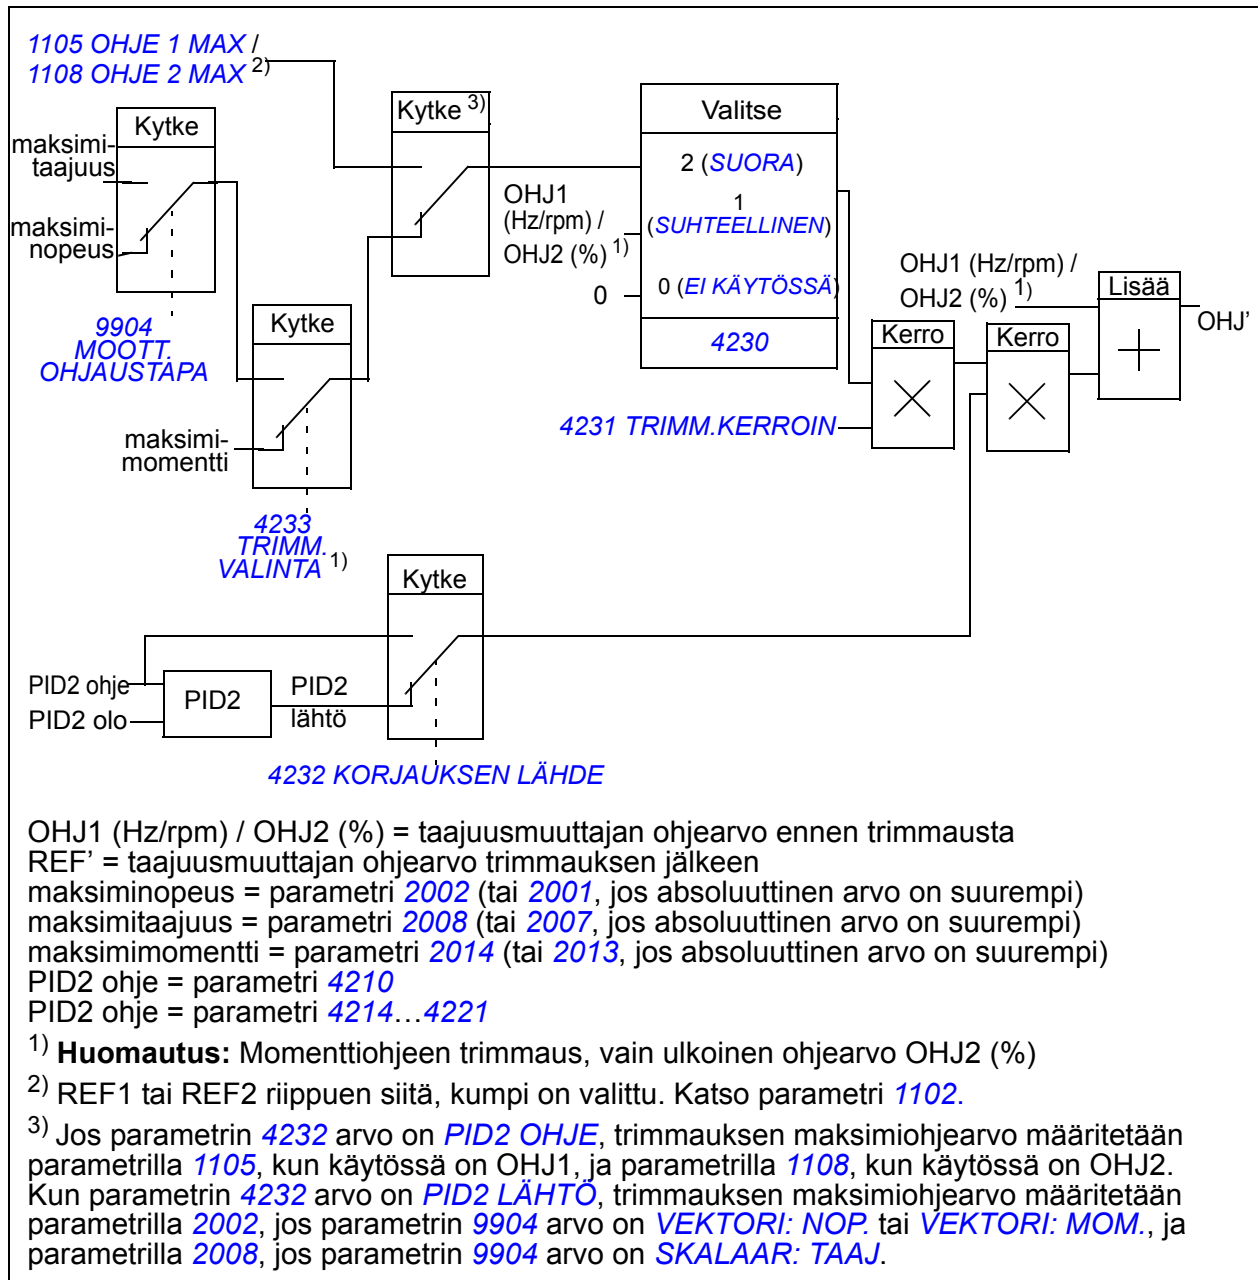 1105 OHJE 1 MAX /
1108 OHJE 2 MAX 2)
Kytke
maksimi-
taajuus
maksimi-
nopeus
9904
MOOTT.
OHJAUSTAPA
Kytke
maksimi-
momentti
4233
TRIMM.
VALINTA 1)
Kytke 3)
OHJ1
(Hz/rpm) /
OHJ2 (%) 1)
0
Valitse
2 (SUORA)
1
(SUHTEELLINEN)
0 (EI KÄYTÖSSÄ)
4230
4231 TRIMM.KERROIN
Kerro
Kerro
OHJ1 (Hz/rpm) /
OHJ2 (%) 1)
Lisää
OHJ'
PID2 ohje
PID2 olo
PID2
PID2
lähtö
Kytke
4232 KORJAUKSEN LÄHDE
OHJ1 (Hz/rpm) / OHJ2 (%) = taajuusmuuttajan ohjearvo ennen trimmausta
REF’ = taajuusmuuttajan ohjearvo trimmauksen jälkeen
maksiminopeus = parametri 2002 (tai 2001, jos absoluuttinen arvo on suurempi)
maksimitaajuus = parametri 2008 (tai 2007, jos absoluuttinen arvo on suurempi)
maksimimomentti = parametri 2014 (tai 2013, jos absoluuttinen arvo on suurempi)
PID2 ohje = parametri 4210
PID2 ohje = parametri 4214…4221
1) Huomautus: Momenttiohjeen trimmaus, vain ulkoinen ohjearvo OHJ2 (%)
2) REF1 tai REF2 riippuen siitä, kumpi on valittu. Katso parametri 1102.
3) Jos parametrin 4232 arvo on PID2 OHJE, trimmauksen maksimiohjearvo määritetään
parametrilla 1105, kun käytössä on OHJ1, ja parametrilla 1108, kun käytössä on OHJ2.
Kun parametrin 4232 arvo on PID2 LÄHTÖ, trimmauksen maksimiohjearvo määritetään
parametrilla 2002, jos parametrin 9904 arvo on VEKTORI: NOP. tai VEKTORI: MOM., ja
parametrilla 2008, jos parametrin 9904 arvo on SKALAAR: TAAJ.